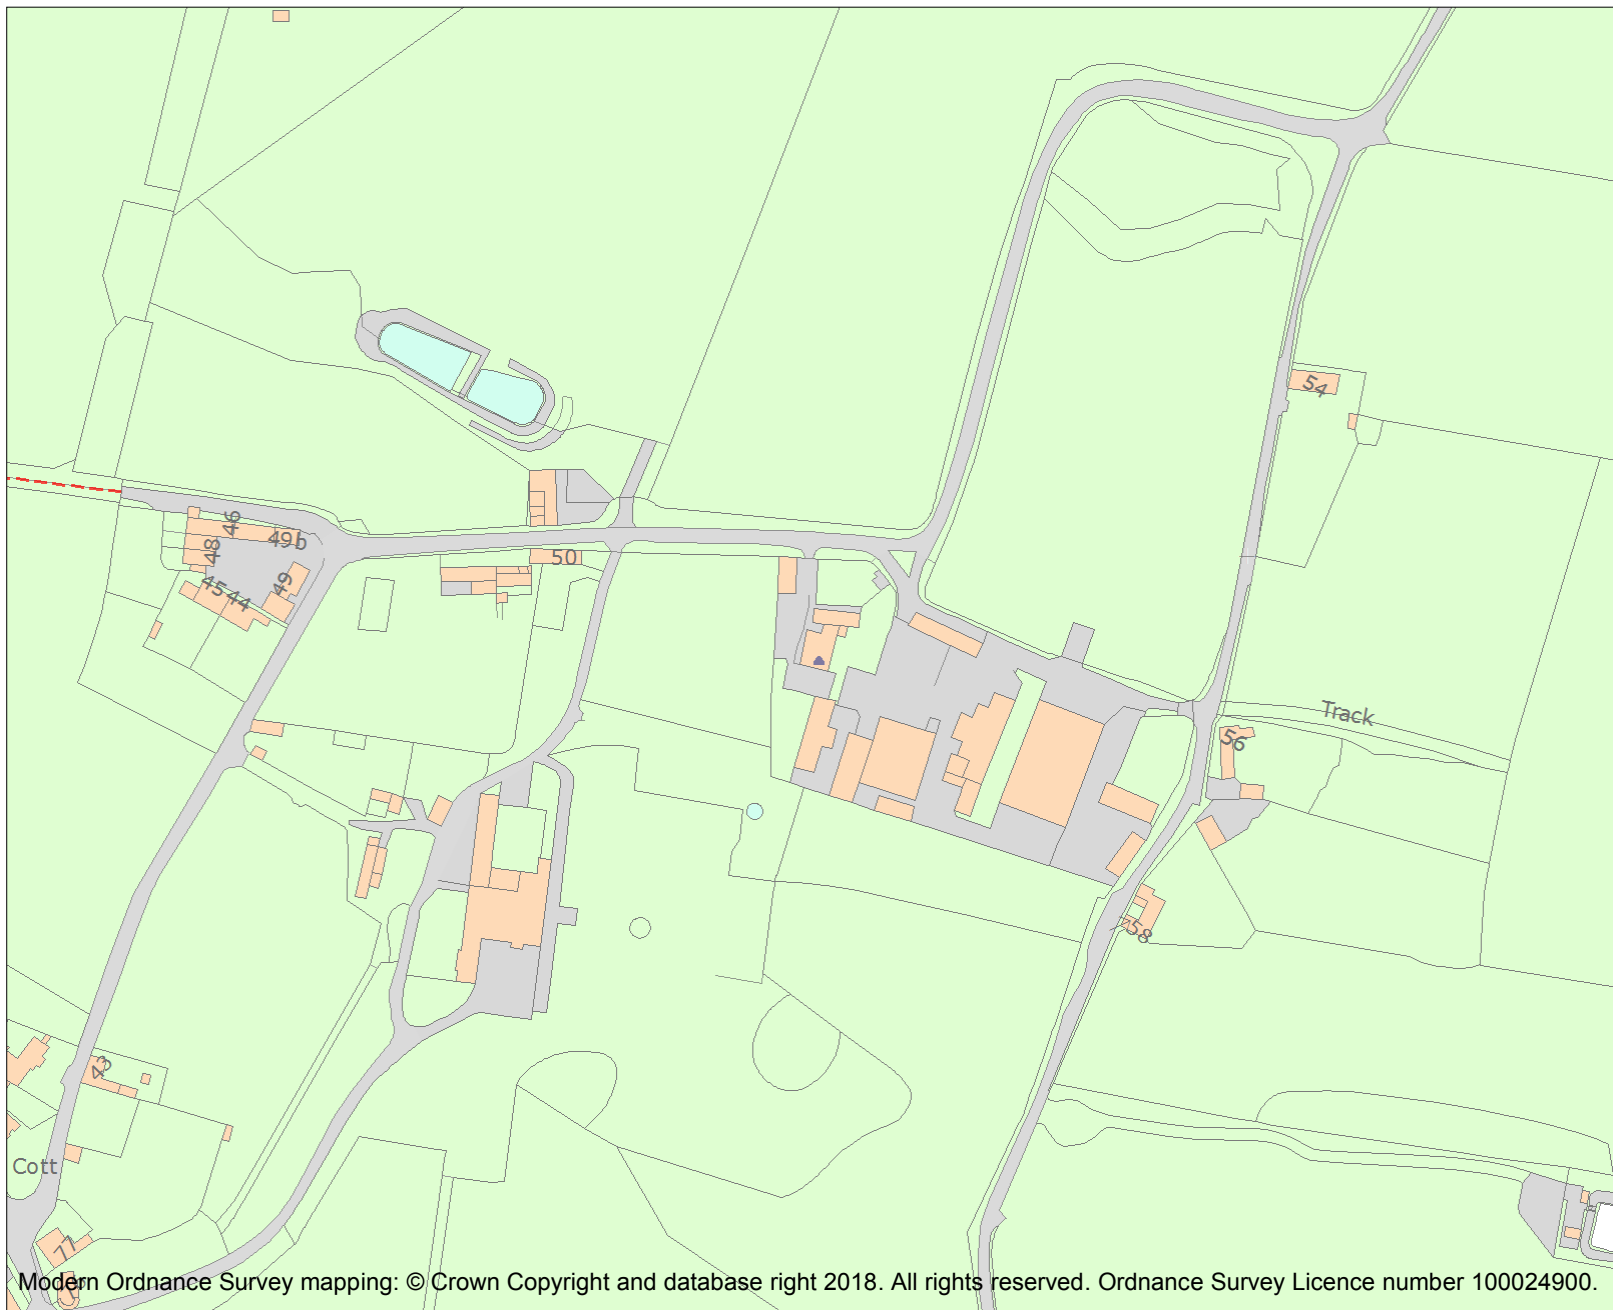 54
46
49b
48
50
49
45
44
Track
56
58
43
Cott
77
Modern Ordnance Survey mapping: © Crown Copyright and database right 2018. All rights reserved. Ordnance Survey Licence number 100024900.